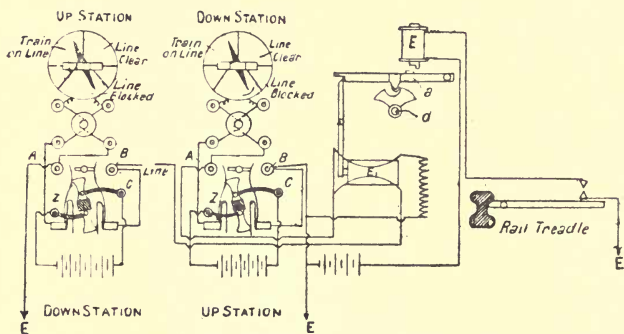 UP STATION
DOWN STATION
Train on Line
Line Clear
Line Blocked
Train on Line
Line Clear
Line Blocked
E
a
d
A
B
Line
A
B
E1
C
Z
C
Z
Rail Treadle
E
DOWN STATION
UP STATION
E
E